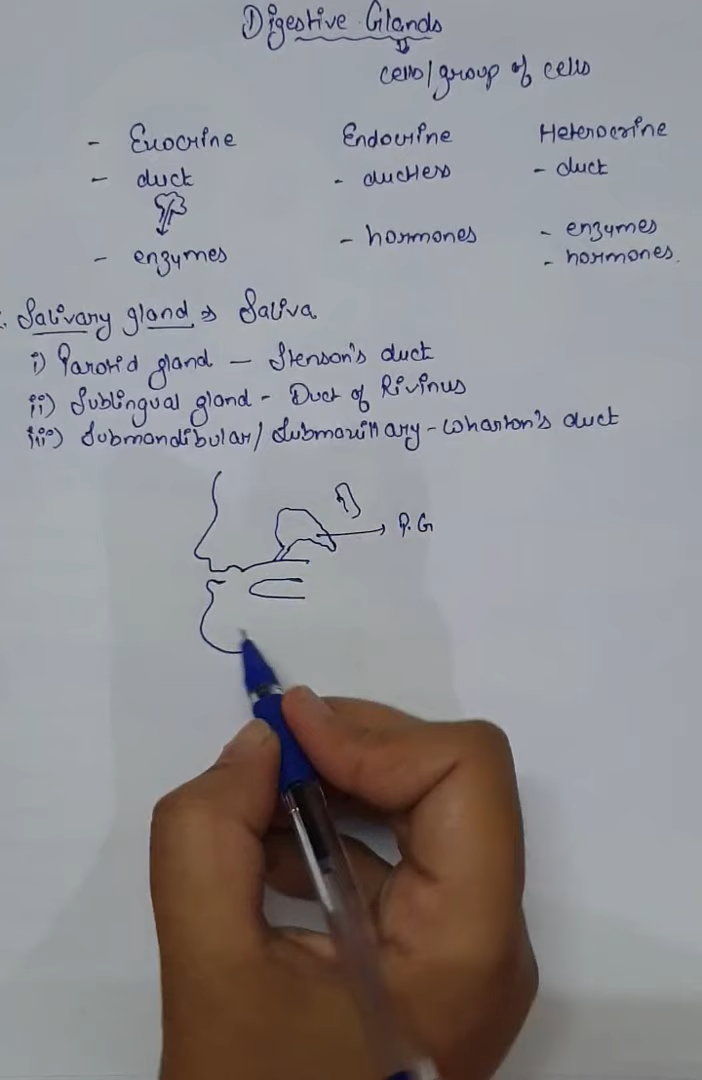 Digestive Glands
cells/group of cells
- Exocrine Endocrine Heterocrine
- duct - ductless - duct
- enzymes - hormones - enzymes
- hormones.
Salivary gland → Saliva
i) Parotid gland - Stenson's duct
ii) Sublingual gland - Duct of Rivinus
iii) Submandibular/Submaxillary - Wharton's duct
P.G